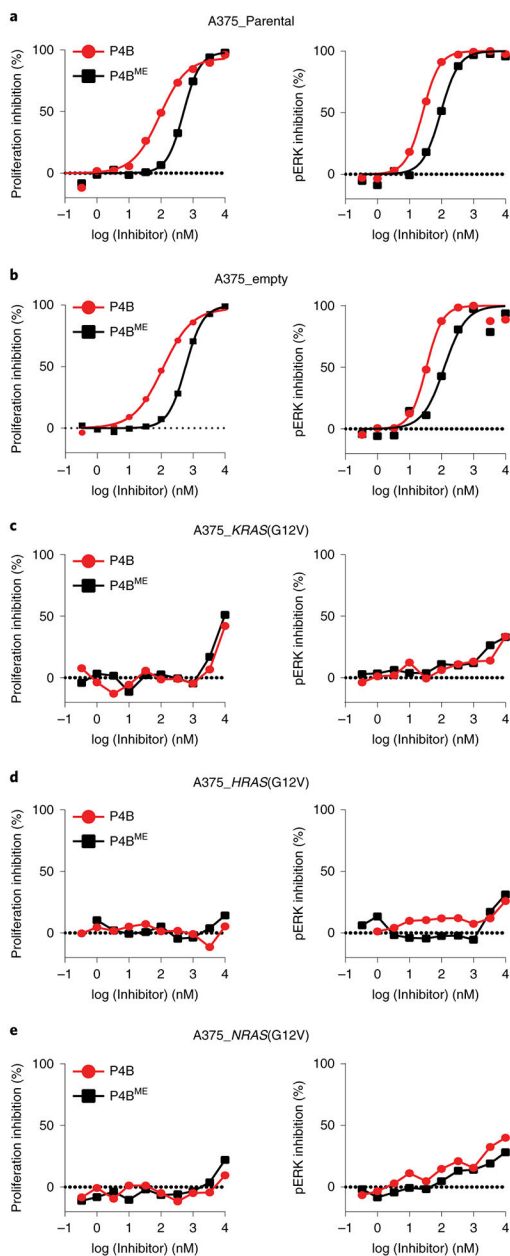 a
A375_Parental
Proliferation inhibition (%)
100
50
0
P4B
P4B^ME
−1 0 1 2 3 4
log (Inhibitor) (nM)
pERK inhibition (%)
100
50
0
−1 0 1 2 3 4
log (Inhibitor) (nM)
b
A375_empty
Proliferation inhibition (%)
100
50
0
P4B
P4B^ME
−1 0 1 2 3 4
log (Inhibitor) (nM)
pERK inhibition (%)
100
50
0
−1 0 1 2 3 4
log (Inhibitor) (nM)
c
A375_KRAS(G12V)
Proliferation inhibition (%)
100
50
0
P4B
P4B^ME
−1 0 1 2 3 4
log (Inhibitor) (nM)
pERK inhibition (%)
100
50
0
−1 0 1 2 3 4
log (Inhibitor) (nM)
d
A375_HRAS(G12V)
Proliferation inhibition (%)
100
50
0
P4B
P4B^ME
−1 0 1 2 3 4
log (Inhibitor) (nM)
pERK inhibition (%)
100
50
0
−1 0 1 2 3 4
log (Inhibitor) (nM)
e
A375_NRAS(G12V)
Proliferation inhibition (%)
100
50
0
P4B
P4B^ME
−1 0 1 2 3 4
log (Inhibitor) (nM)
pERK inhibition (%)
100
50
0
−1 0 1 2 3 4
log (Inhibitor) (nM)